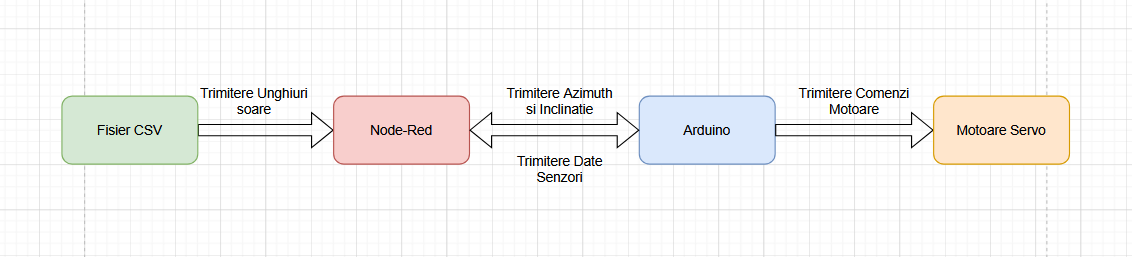 Trimitere Unghiuri
soare
Trimitere Azimuth
si Inclinatie
Trimitere Comenzi
Motoare
Fisier CSV
Node-Red
Arduino
Motoare Servo
Trimitere Date
Senzori